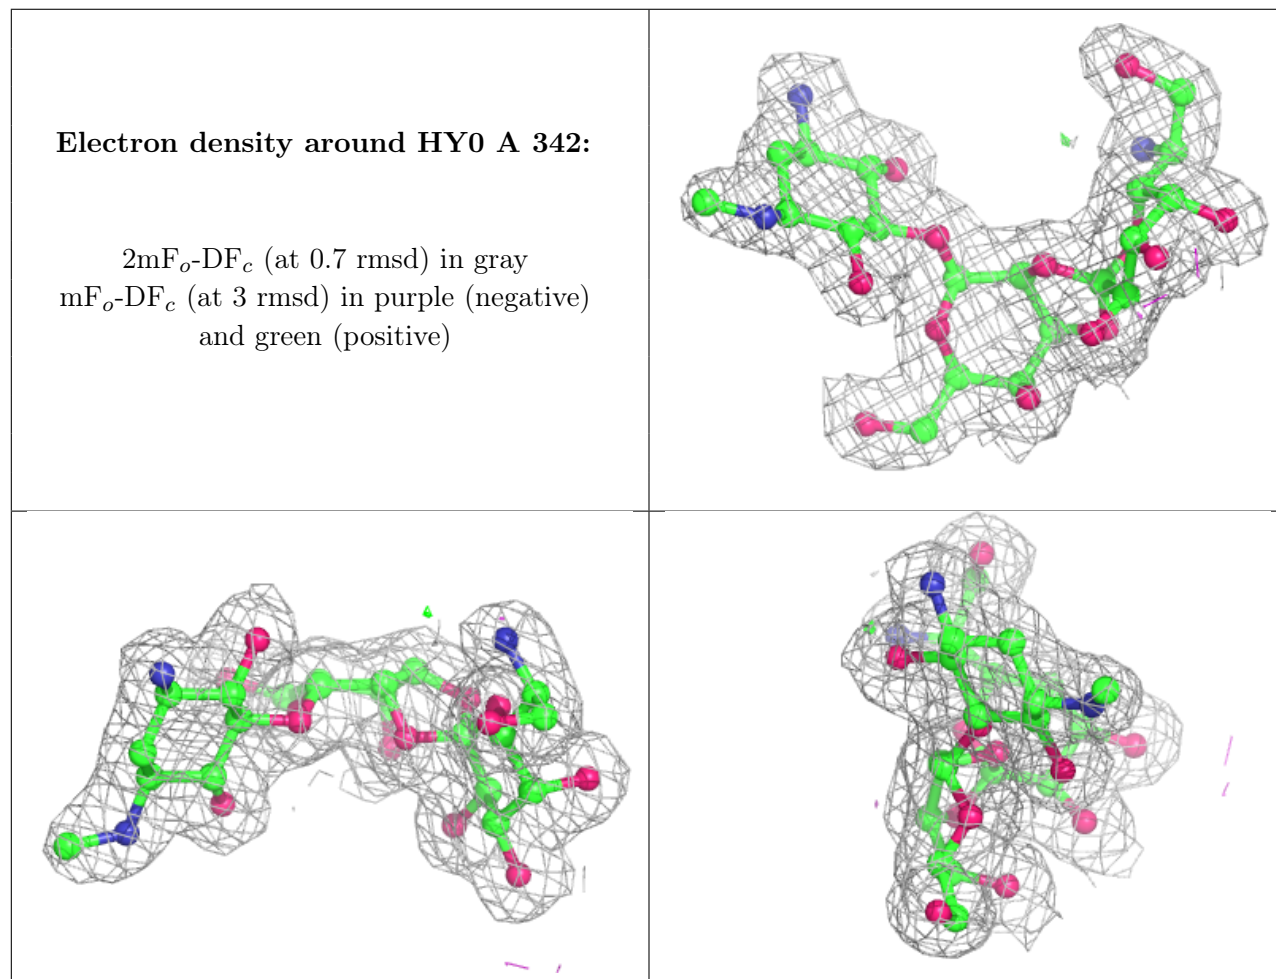 Electron density around HY0 A 342:
2mFo-DFc (at 0.7 rmsd) in gray
mFo-DFc (at 3 rmsd) in purple (negative)
and green (positive)